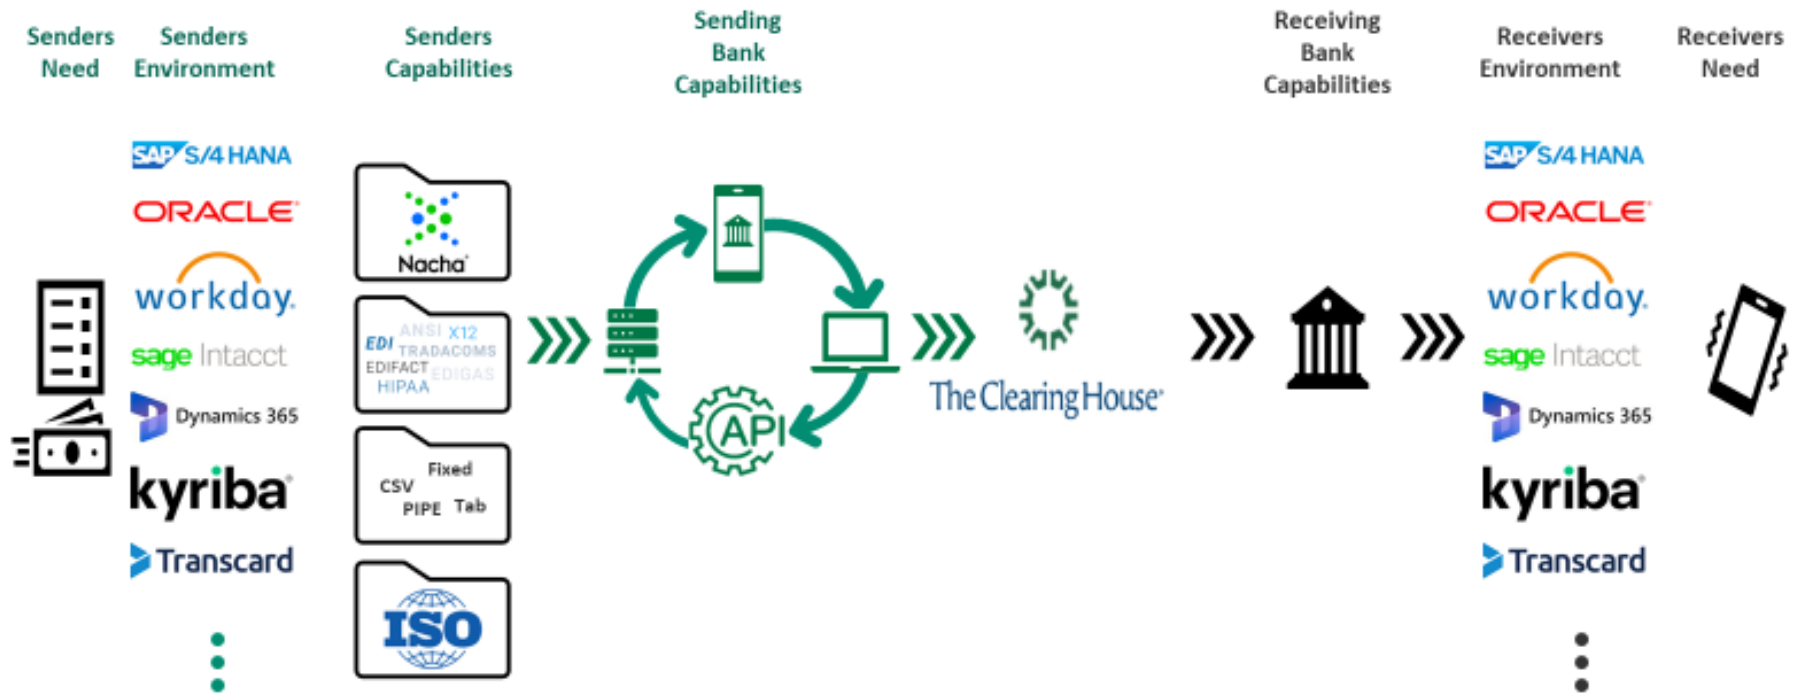 Senders
Need
Senders
Environment
Senders
Capabilities
Sending
Bank
Capabilities
Receiving
Bank
Capabilities
Receivers
Environment
Receivers
Need
SAP S/4 HANA
ORACLE®
workday.
sage Intacct
Dynamics 365
kyriba®
Transcard
Nacha®
EDI ANSI X12
TRADACOMS
EDIFACT EDIGAS
HIPAA
Fixed
CSV
PIPE Tab
ISO
API
The Clearing House®
SAP S/4 HANA
ORACLE®
workday.
sage Intacct
Dynamics 365
kyriba®
Transcard